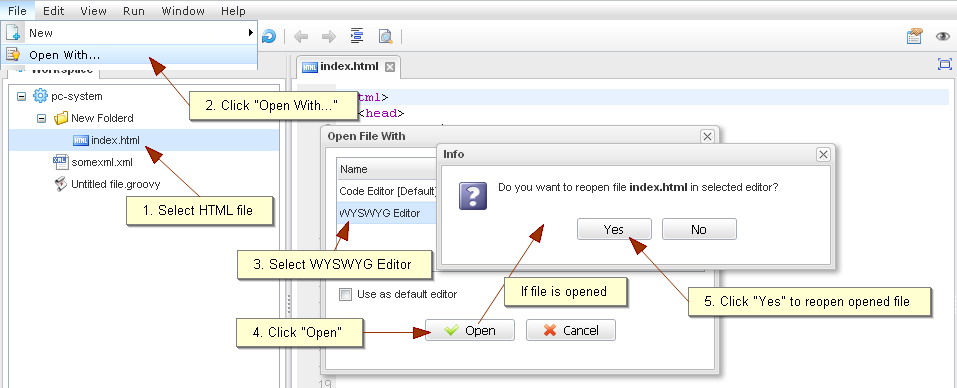 File Edit View Run Window Help
New
Open With...
Workspace
index.html
2. Click "Open With..."
pc-system
New Folderd
index.html
somexml.xml
Untitled file.groovy
1. Select HTML file
html>
<head>
Open File With
Name
Code Editor [Default]
WYSWYG Editor
Info
Do you want to reopen file index.html in selected editor?
Yes No
3. Select WYSWYG Editor
If file is opened
5. Click "Yes" to reopen opened file
Use as default editor
4. Click "Open"
Open Cancel
19